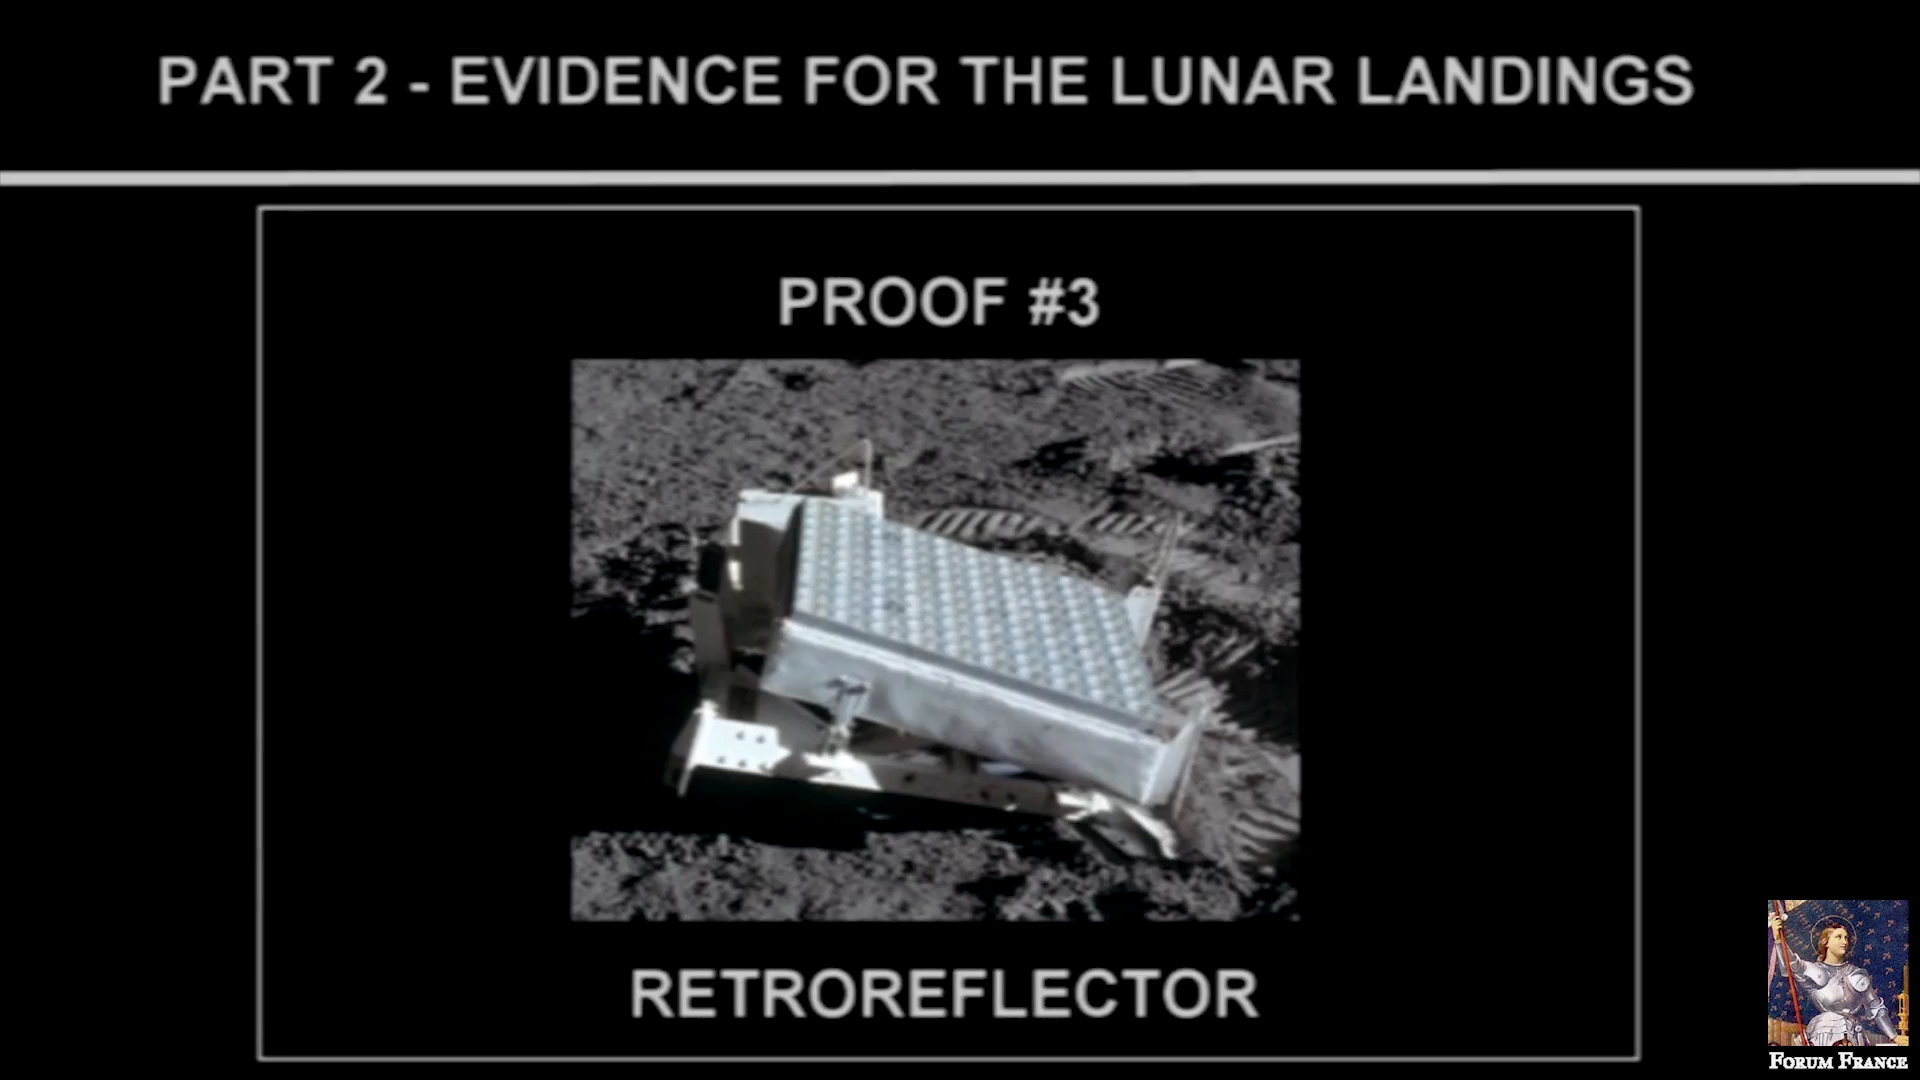 PART 2 - EVIDENCE FOR THE LUNAR LANDINGS
PROOF #3
RETROREFLECTOR
FORUM FRANCE